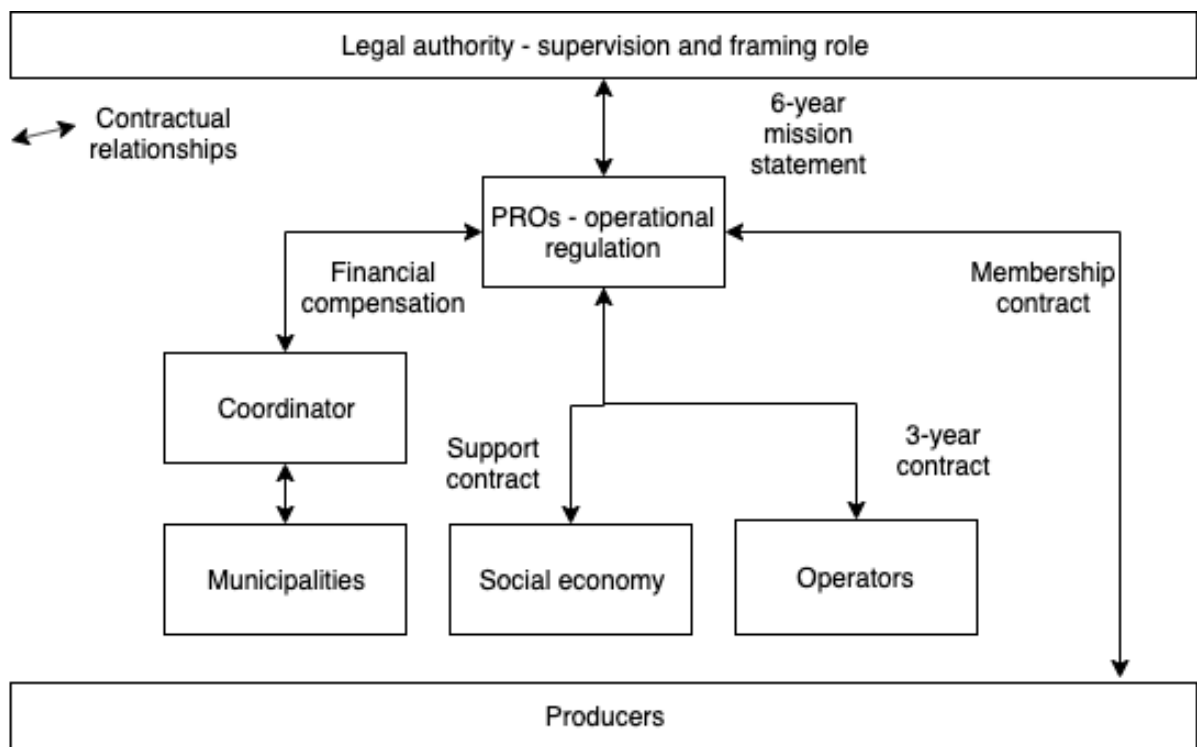 Legal authority - supervision and framing role
Contractual
relationships
6-year
mission
statement
PROs - operational
regulation
Financial
compensation
Membership
contract
Coordinator
Support
contract
3-year
contract
Municipalities
Social economy
Operators
Producers